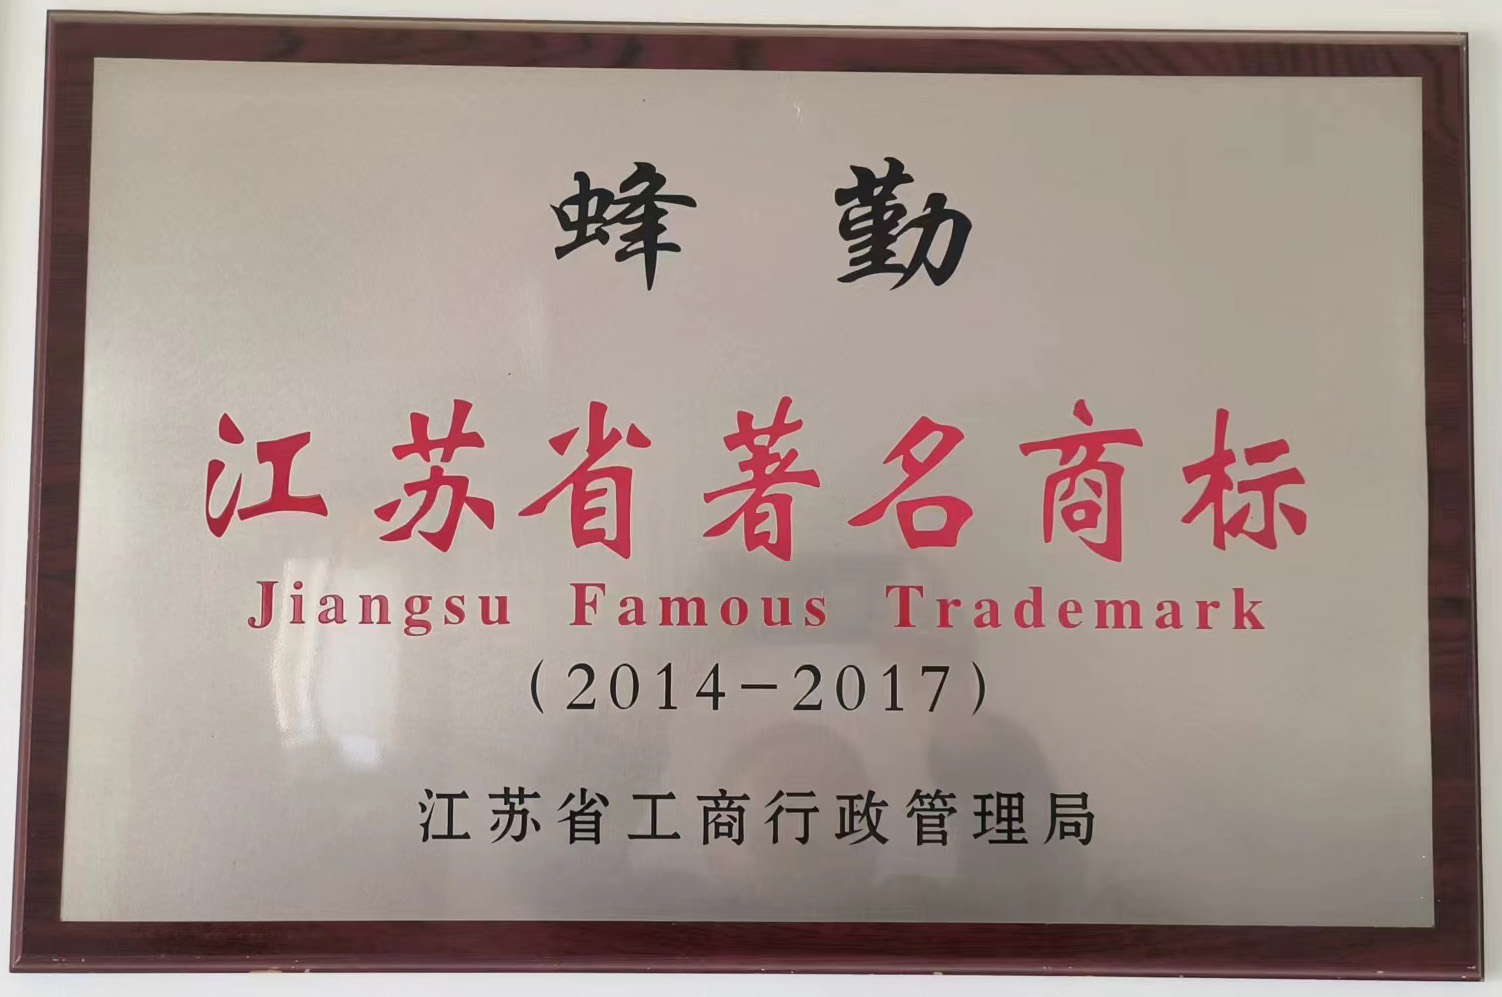 蜂 勤
江苏省著名商标
Jiangsu Famous Trademark
(2014-2017)
江苏省工商行政管理局